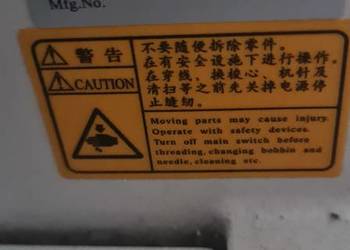 Mfg.No.
警告
CAUTION
不要随便拆除零件。
在有安全设施下进行操作。
在穿线、换梭心、机针及
清扫等之前先关掉电源停
止缝纫。
Moving parts may cause injury.
Operate with safety devices.
Turn off main switch before
threading, changing bobbin and
needle, cleaning etc.